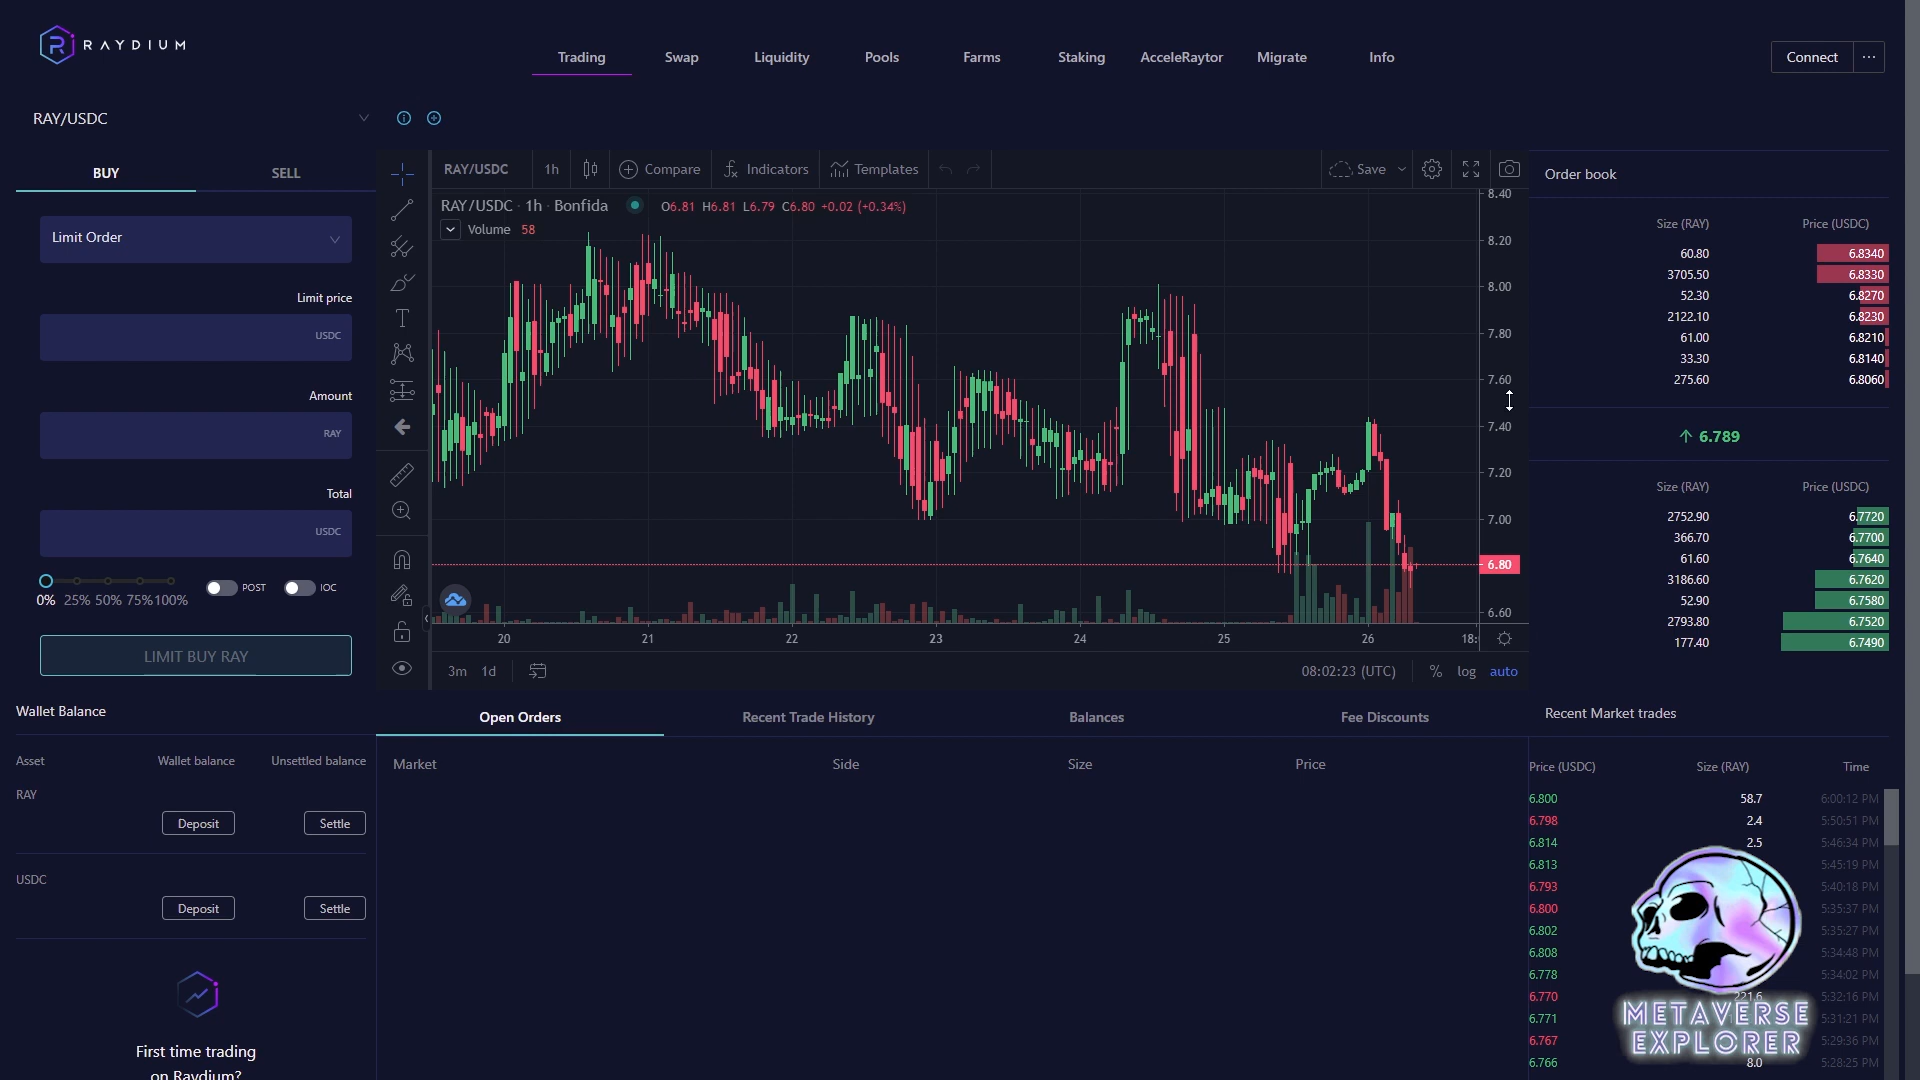 RAYDIUM
Trading
Swap
Liquidity
Pools
Farms
Staking
AcceleRaytor
Migrate
Info
Connect
RAY/USDC
BUY
SELL
Limit Order
Limit price
USDC
Amount
RAY
Total
USDC
0% 25% 50% 75% 100%
POST
IOC
LIMIT BUY RAY
RAY/USDC
1h
Compare
Indicators
Templates
Save
RAY/USDC · 1h · Bonfida
O6.81 H6.81 L6.79 C6.80 +0.02 (+0.34%)
Volume 58
8.40
8.20
8.00
7.80
7.60
7.40
7.20
7.00
6.80
6.60
20 21 22 23 24 25 26 18:
3m 1d
08:02:23 (UTC)
% log auto
Order book
Size (RAY) Price (USDC)
60.80 6.8340
3705.50 6.8330
52.30 6.8270
2122.10 6.8230
61.00 6.8210
33.30 6.8140
275.60 6.8060
6.789
Size (RAY) Price (USDC)
2752.90 6.7720
366.70 6.7700
61.60 6.7640
3186.60 6.7620
52.90 6.7580
2793.80 6.7520
177.40 6.7490
Wallet Balance
Asset Wallet balance Unsettled balance
RAY
Deposit Settle
USDC
Deposit Settle
First time trading
on Raydium?
Open Orders
Recent Trade History
Balances
Fee Discounts
Market Side Size Price
Recent Market trades
Price (USDC) Size (RAY) Time
6.800 58.7 6:00:12 PM
6.798 2.4 5:50:51 PM
6.814 2.5 5:46:34 PM
6.813 5:45:19 PM
6.793 5:40:18 PM
6.800 5:35:37 PM
6.802 5:35:27 PM
6.808 5:34:48 PM
6.778 5:34:02 PM
6.770 221.6 5:32:16 PM
6.771 5:31:21 PM
6.767 5:29:36 PM
6.766 8.0 5:28:25 PM
METAVERSE
EXPLORER